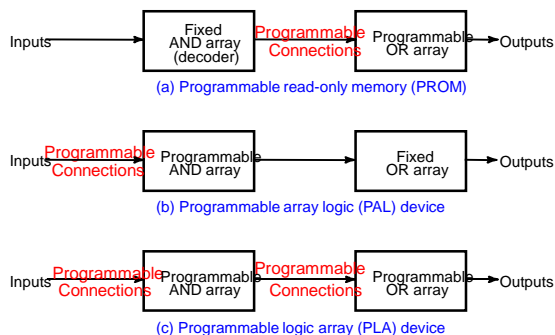 Inputs
Fixed
AND array
(decoder)
Programmable
Connections
Programmable
OR array
Outputs
(a) Programmable read-only memory (PROM)
Inputs
Programmable
Connections
Programmable
AND array
Fixed
OR array
Outputs
(b) Programmable array logic (PAL) device
Inputs
Programmable
Connections
Programmable
AND array
Programmable
Connections
Programmable
OR array
Outputs
(c) Programmable logic array (PLA) device